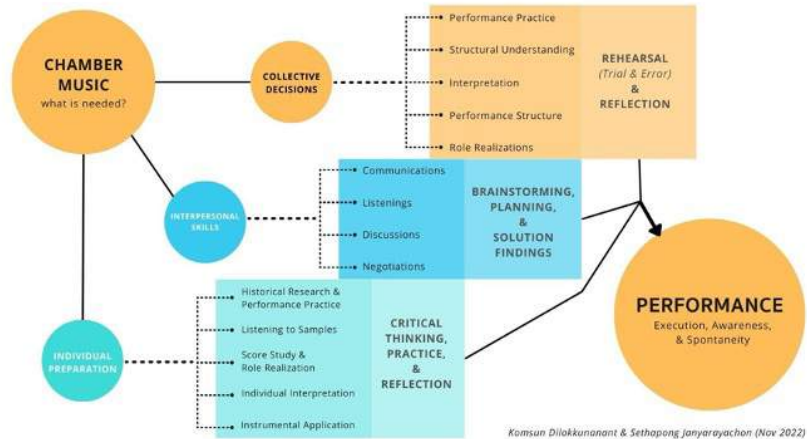 CHAMBER
MUSIC
what is needed?
COLLECTIVE
DECISIONS
Performance Practice
Structural Understanding
Interpretation
Performance Structure
Role Realizations
REHEARSAL
(Trial & Error)
&
REFLECTION
INTERPERSONAL
SKILLS
Communications
Listenings
Discussions
Negotiations
BRAINSTORMING,
PLANNING,
&
SOLUTION
FINDINGS
INDIVIDUAL
PREPARATION
Historical Research &
Performance Practice
Listening to Samples
Score Study &
Role Realization
Individual Interpretation
Instrumental Application
CRITICAL
THINKING,
PRACTICE,
&
REFLECTION
PERFORMANCE
Execution, Awareness,
& Spontaneity
Komsun Dilokkunanant & Sethapong Janyarayachon (Nov 2022)